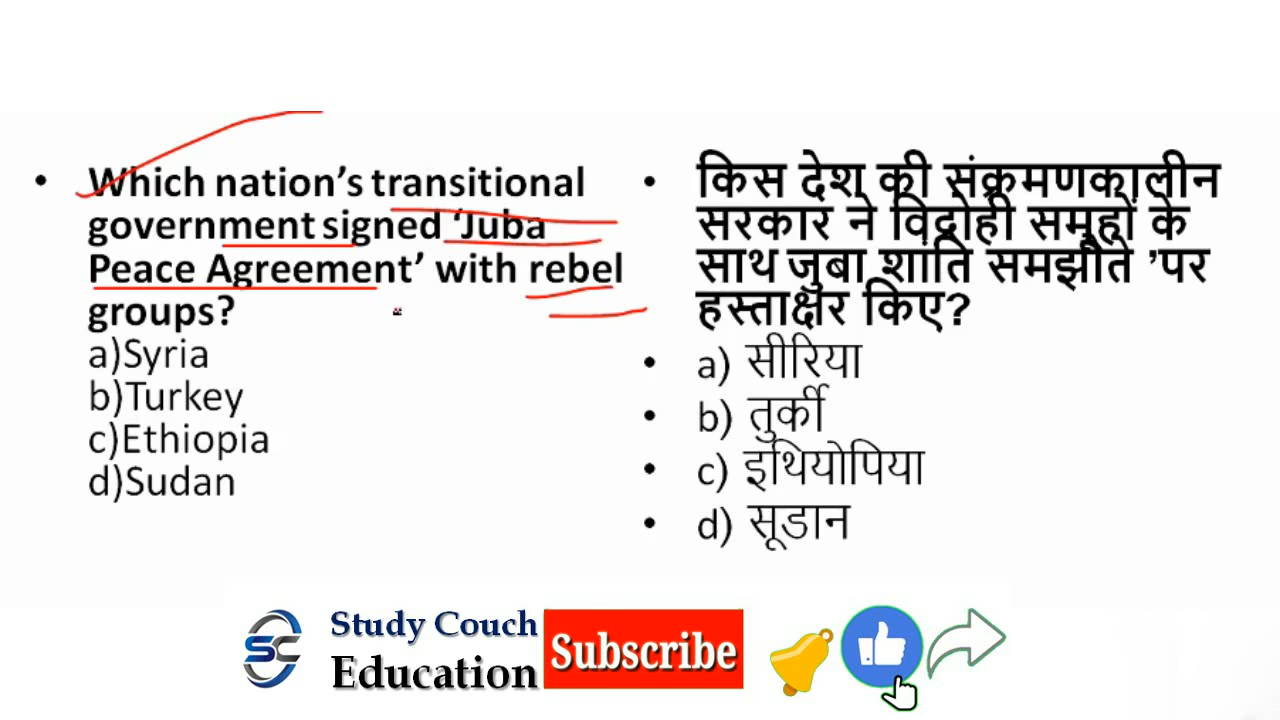 • Which nation’s transitional
government signed ‘Juba
Peace Agreement’ with rebel
groups?
a)Syria
b)Turkey
c)Ethiopia
d)Sudan
• किस देश की संक्रमणकालीन
सरकार ने विद्रोही समूहों के
साथ जुबा शांति समझौते ’पर
हस्ताक्षर किए?
• a) सीरिया
• b) तुर्की
• c) इथियोपिया
• d) सूडान
SC
Study Couch
Education
Subscribe